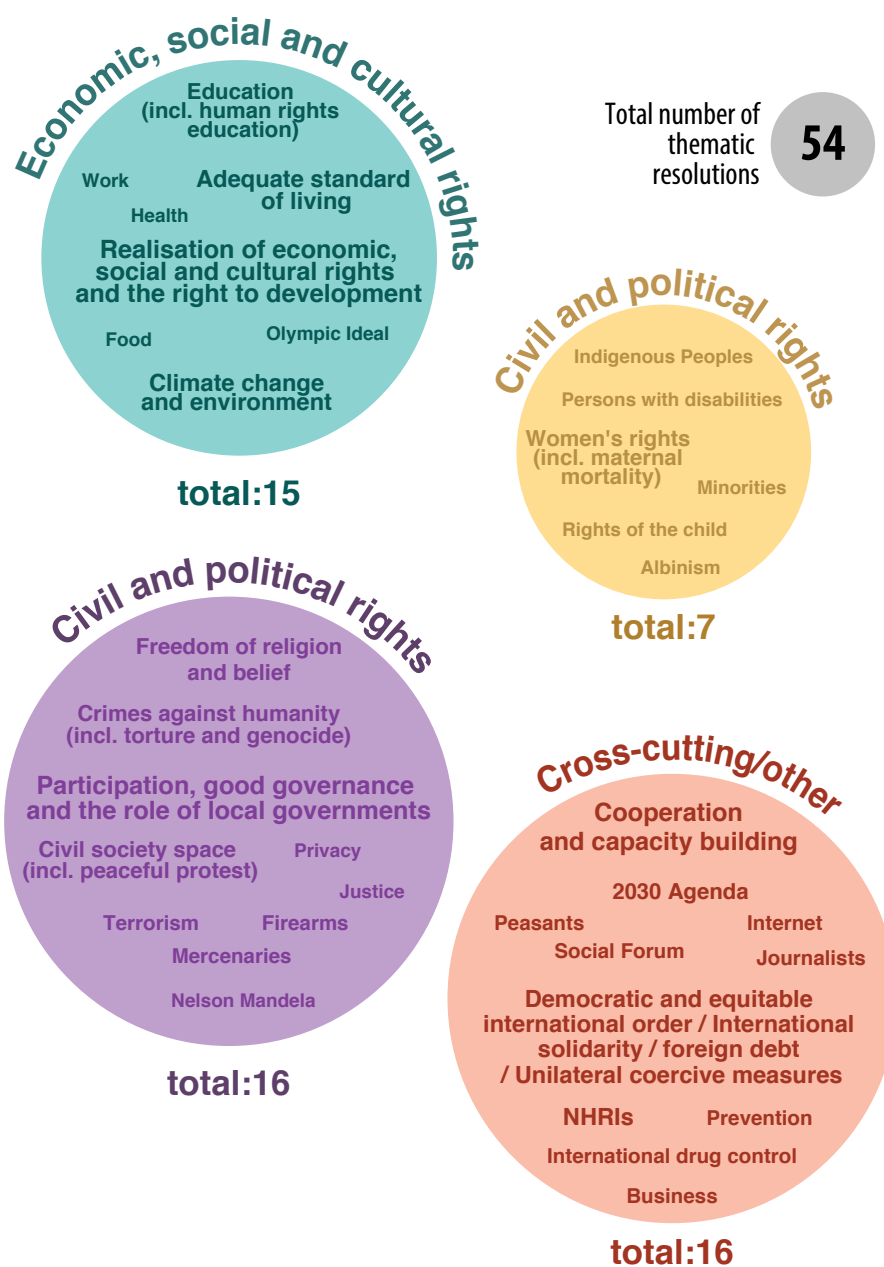 Economic, social and cultural rights
Education
(incl. human rights
education)
Work
Adequate standard
of living
Health
Realisation of economic,
social and cultural rights
and the right to development
Food
Olympic Ideal
Climate change
and environment
total:15
Total number of
thematic
resolutions
54
Civil and political rights
Indigenous Peoples
Persons with disabilities
Women's rights
(incl. maternal
mortality)
Minorities
Rights of the child
Albinism
total:7
Civil and political rights
Freedom of religion
and belief
Crimes against humanity
(incl. torture and genocide)
Participation, good governance
and the role of local governments
Civil society space
(incl. peaceful protest)
Privacy
Justice
Terrorism
Firearms
Mercenaries
Nelson Mandela
total:16
Cross-cutting/other
Cooperation
and capacity building
2030 Agenda
Peasants
Internet
Social Forum
Journalists
Democratic and equitable
international order / International
solidarity / foreign debt
/ Unilateral coercive measures
NHRIs
Prevention
International drug control
Business
total:16